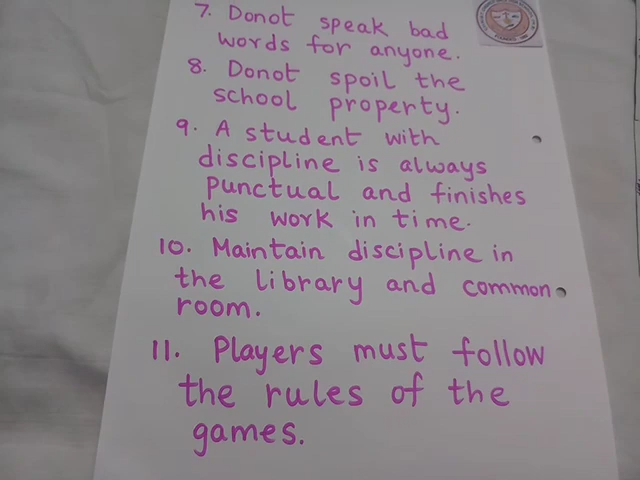 7. Donot speak bad
words for anyone.
8. Donot spoil the
school property.
9. A student with
discipline is always
punctual and finishes
his work in time.
10. Maintain discipline in
the library and common
room.
11. Players must follow
the rules of the
games.